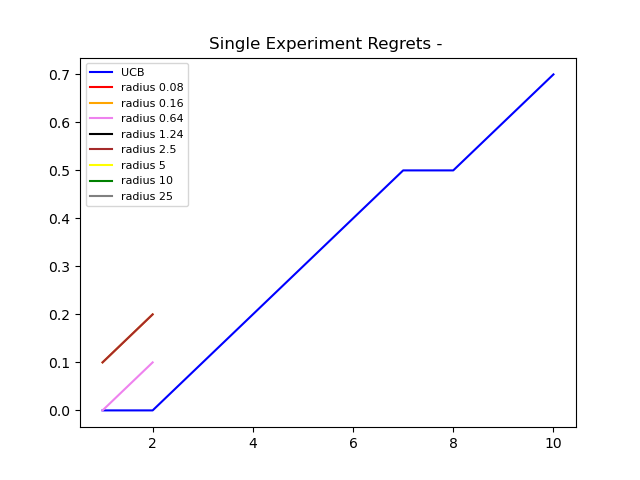 Single Experiment Regrets -
0.7
0.6
0.5
0.4
0.3
0.2
0.1
0.0
UCB
radius 0.08
radius 0.16
radius 0.64
radius 1.24
radius 2.5
radius 5
radius 10
radius 25
2 4 6 8 10